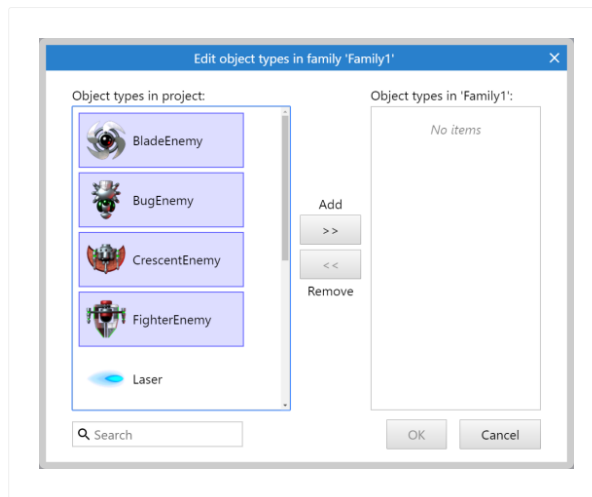 Edit object types in family 'Family1'
Object types in project:
Object types in 'Family1':
BladeEnemy
BugEnemy
CrescentEnemy
FighterEnemy
Laser
No items
Add
>>
<<
Remove
Search
OK
Cancel